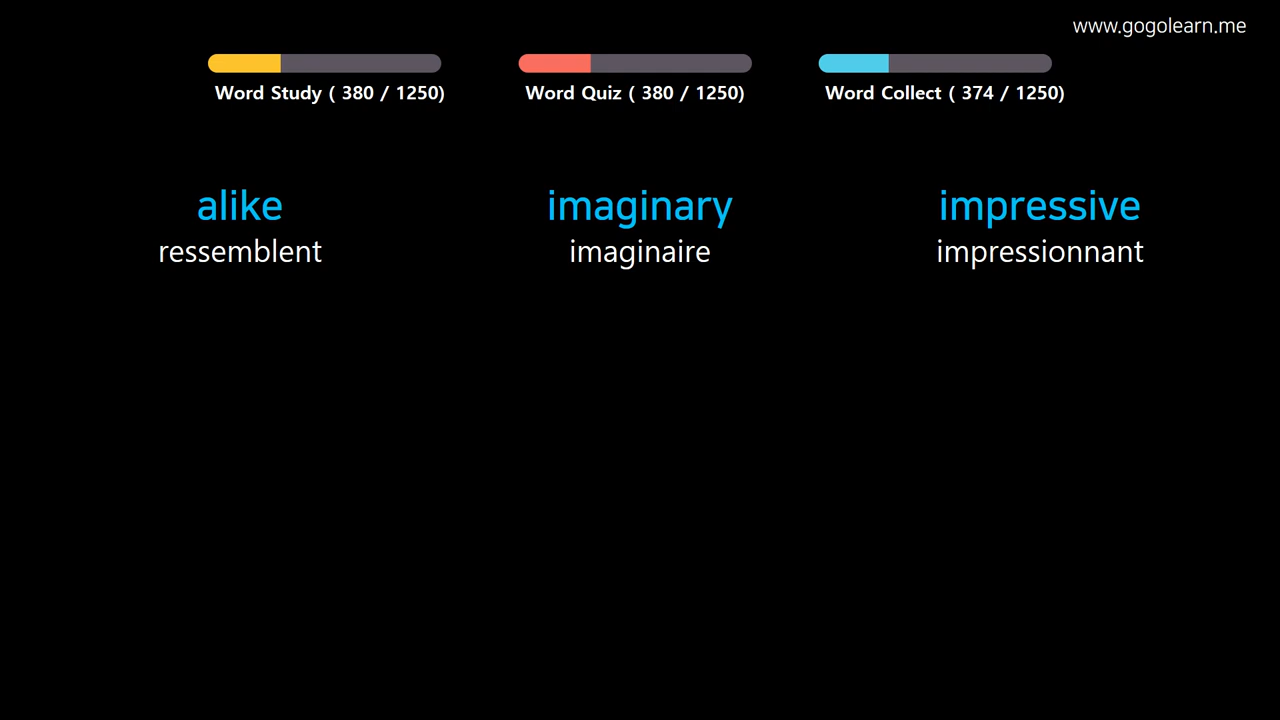 www.gogolearn.me
Word Study ( 380 / 1250)
Word Quiz ( 380 / 1250)
Word Collect ( 374 / 1250)
alike
ressemblent
imaginary
imaginaire
impressive
impressionnant